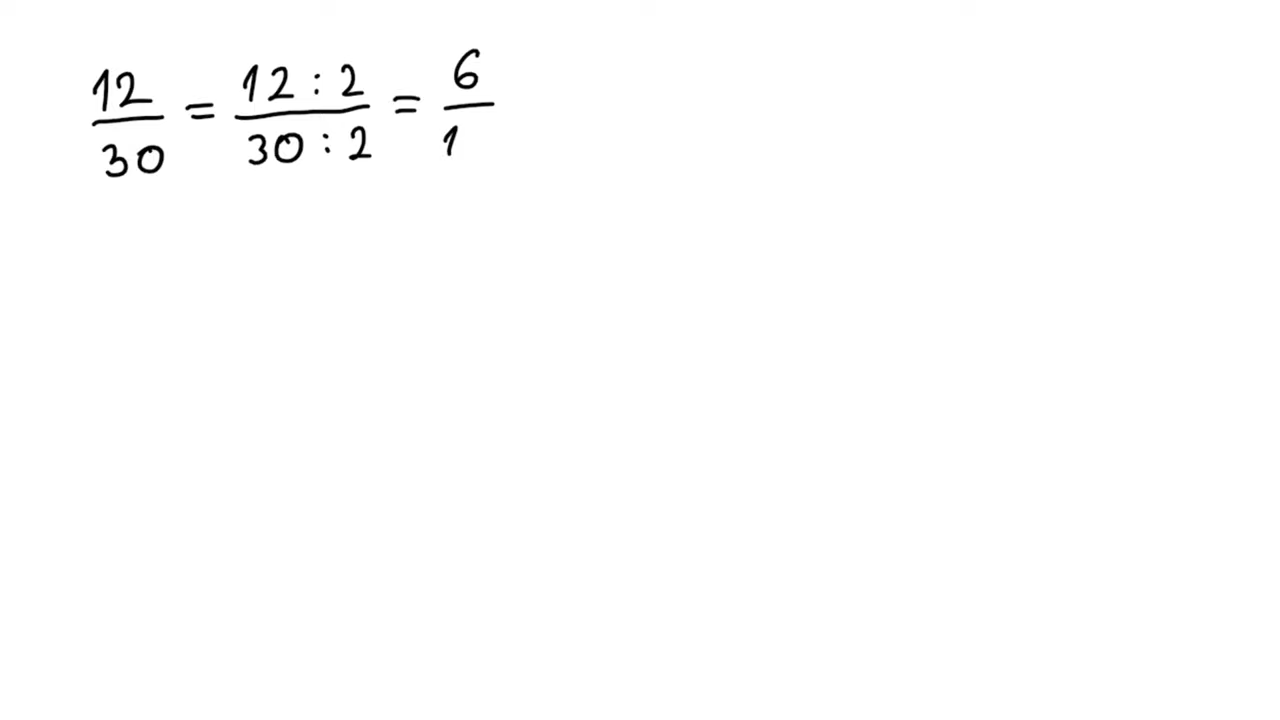 12/30 = (12 : 2)/(30 : 2) = 6/1